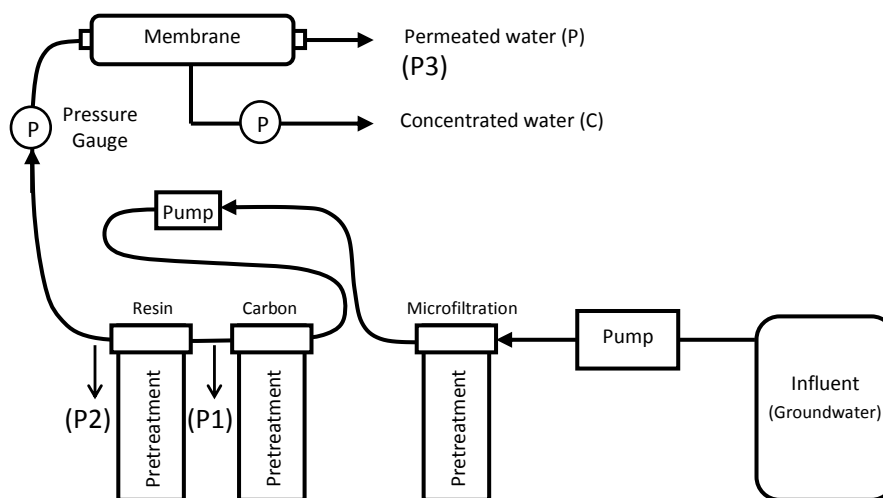 Membrane
Permeated water (P)
(P3)
P
Pressure
Gauge
P
Concentrated water (C)
Pump
Resin
Carbon
Microfiltration
Pump
Influent
(Groundwater)
(P2)
(P1)
Pretreatment
Pretreatment
Pretreatment